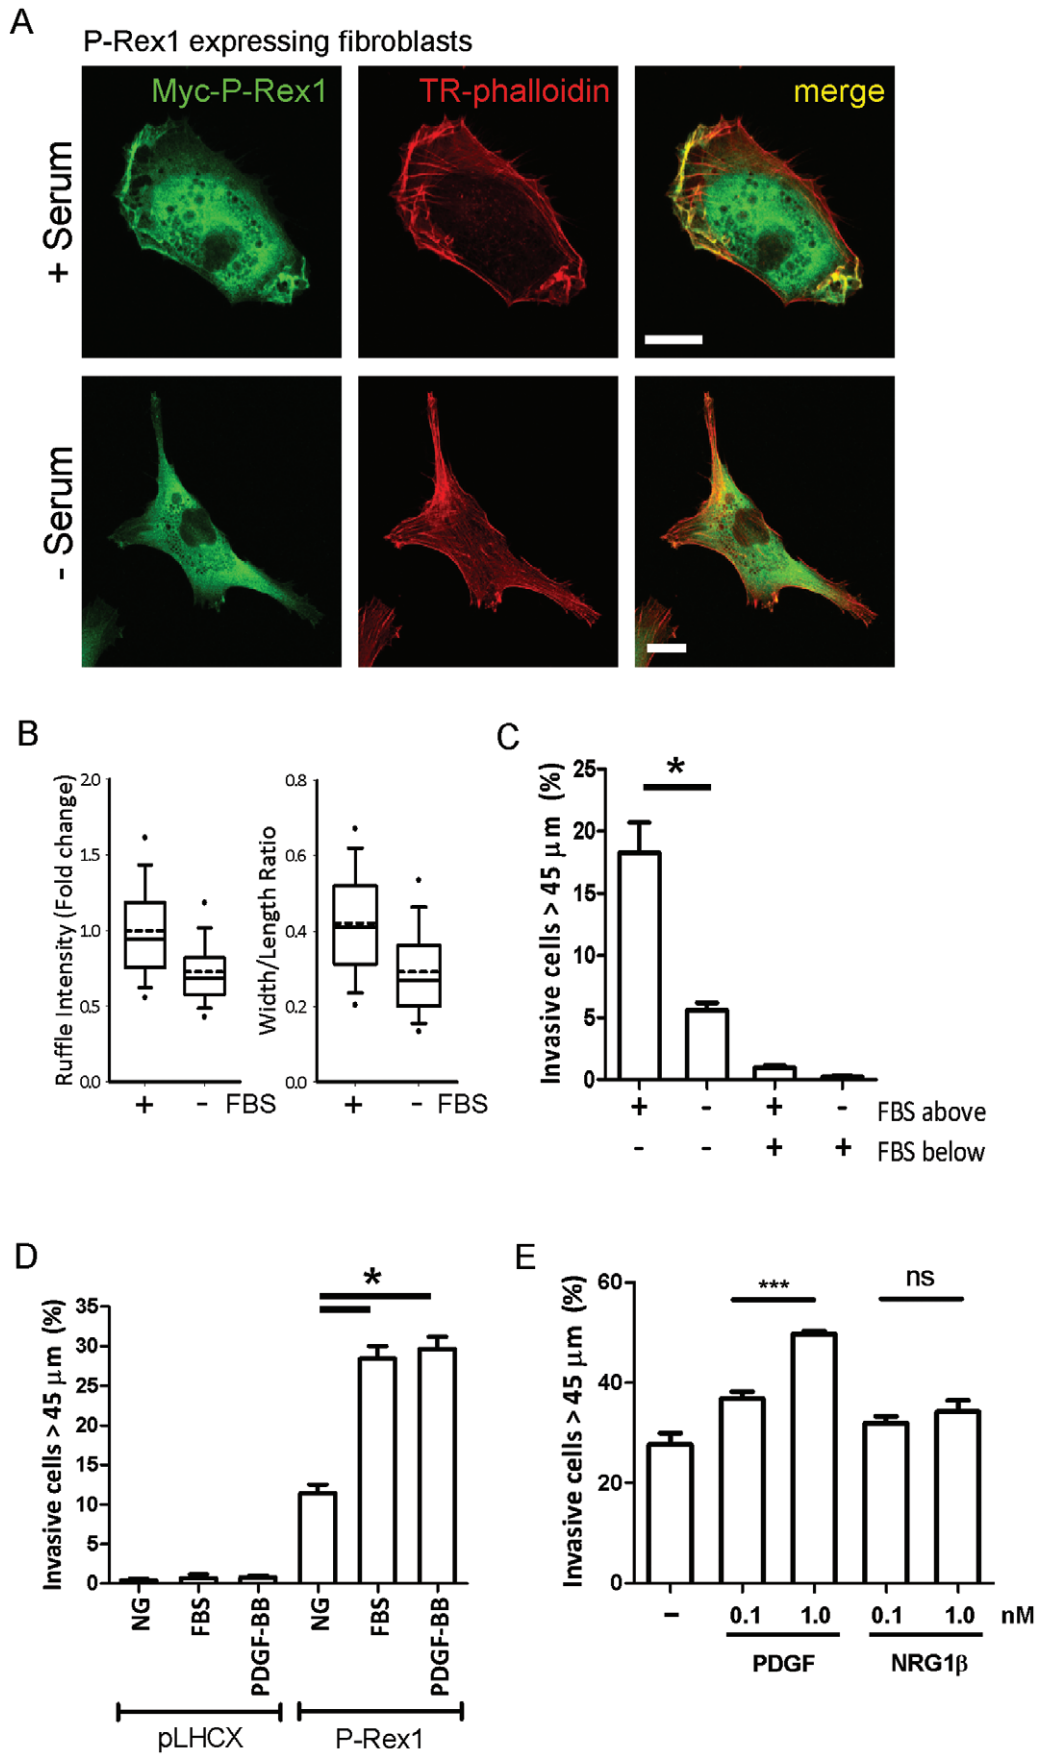 A
P-Rex1 expressing fibroblasts
Myc-P-Rex1
TR-phalloidin
merge
+ Serum
- Serum
B
Ruffle Intensity (Fold change)
2.0
1.5
1.0
0.5
0.0
+ - FBS
Width/Length Ratio
0.8
0.6
0.4
0.2
0.0
+ - FBS
C
Invasive cells > 45 μm (%)
25
20
15
10
5
0
*
+ - + - FBS above
- - + + FBS below
D
Invasive cells > 45 μm (%)
35
30
25
20
15
10
5
0
*
NG FBS PDGF-BB NG FBS PDGF-BB
pLHCX P-Rex1
E
Invasive cells > 45 μm (%)
60
40
20
0
*** ns
– 0.1 1.0 0.1 1.0 nM
PDGF NRG1β